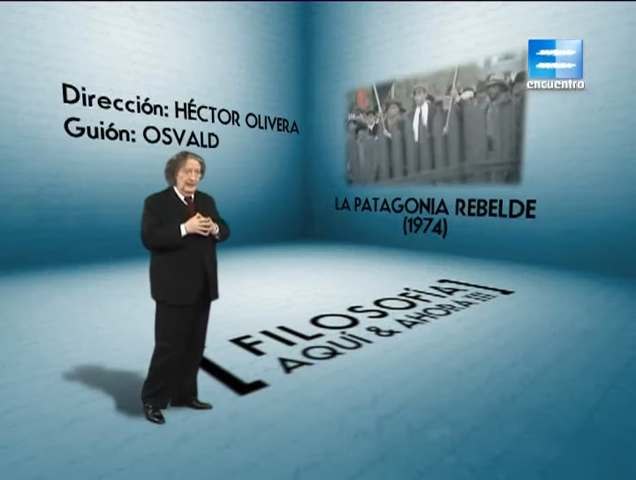 encuentro
Dirección: HÉCTOR OLIVERA
Guión: OSVALD
LA PATAGONIA REBELDE
(1974)
[FILOSOFÍA
AQUÍ & AHORA!!!]